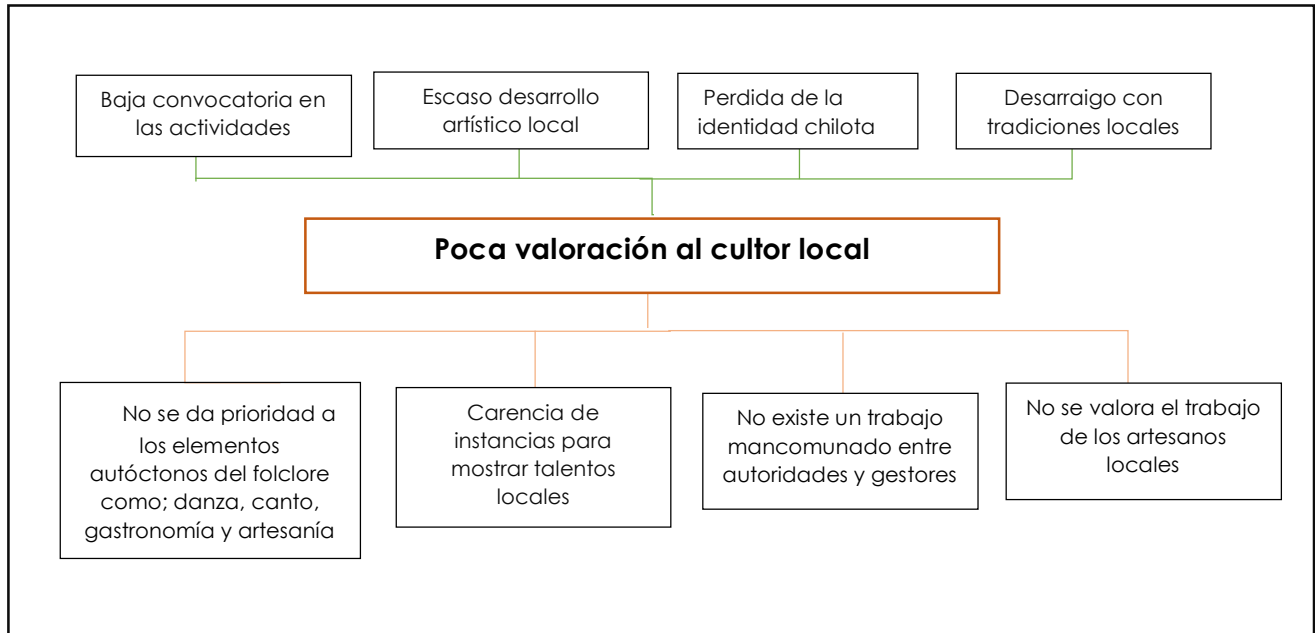 Baja convocatoria en
las actividades
Escaso desarrollo
artístico local
Perdida de la
identidad chilota
Desarraigo con
tradiciones locales
Poca valoración al cultor local
No se da prioridad a
los elementos
autóctonos del folclore
como; danza, canto,
gastronomía y artesanía
Carencia de
instancias para
mostrar talentos
locales
No existe un trabajo
mancomunado entre
autoridades y gestores
No se valora el trabajo
de los artesanos
locales